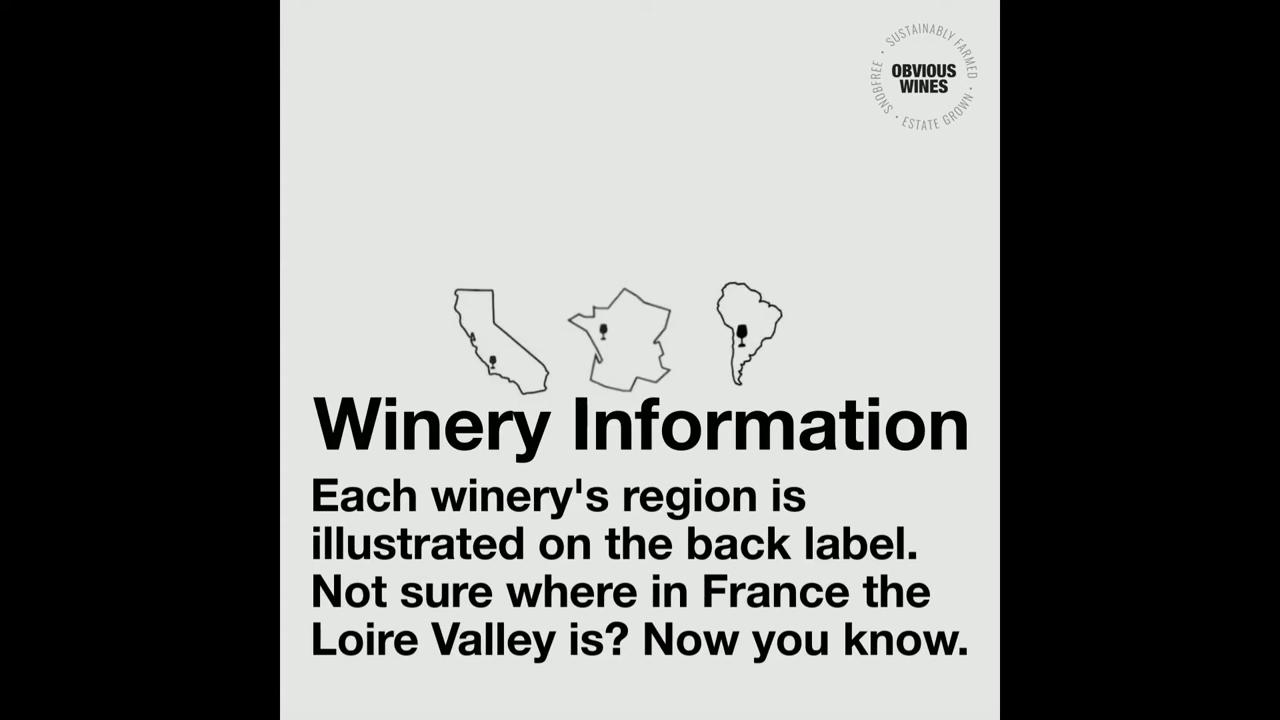 SUSTAINABLY FARMED • ESTATE GROWN • SNOBFREE •
OBVIOUS
WINES
Winery Information
Each winery's region is
illustrated on the back label.
Not sure where in France the
Loire Valley is? Now you know.